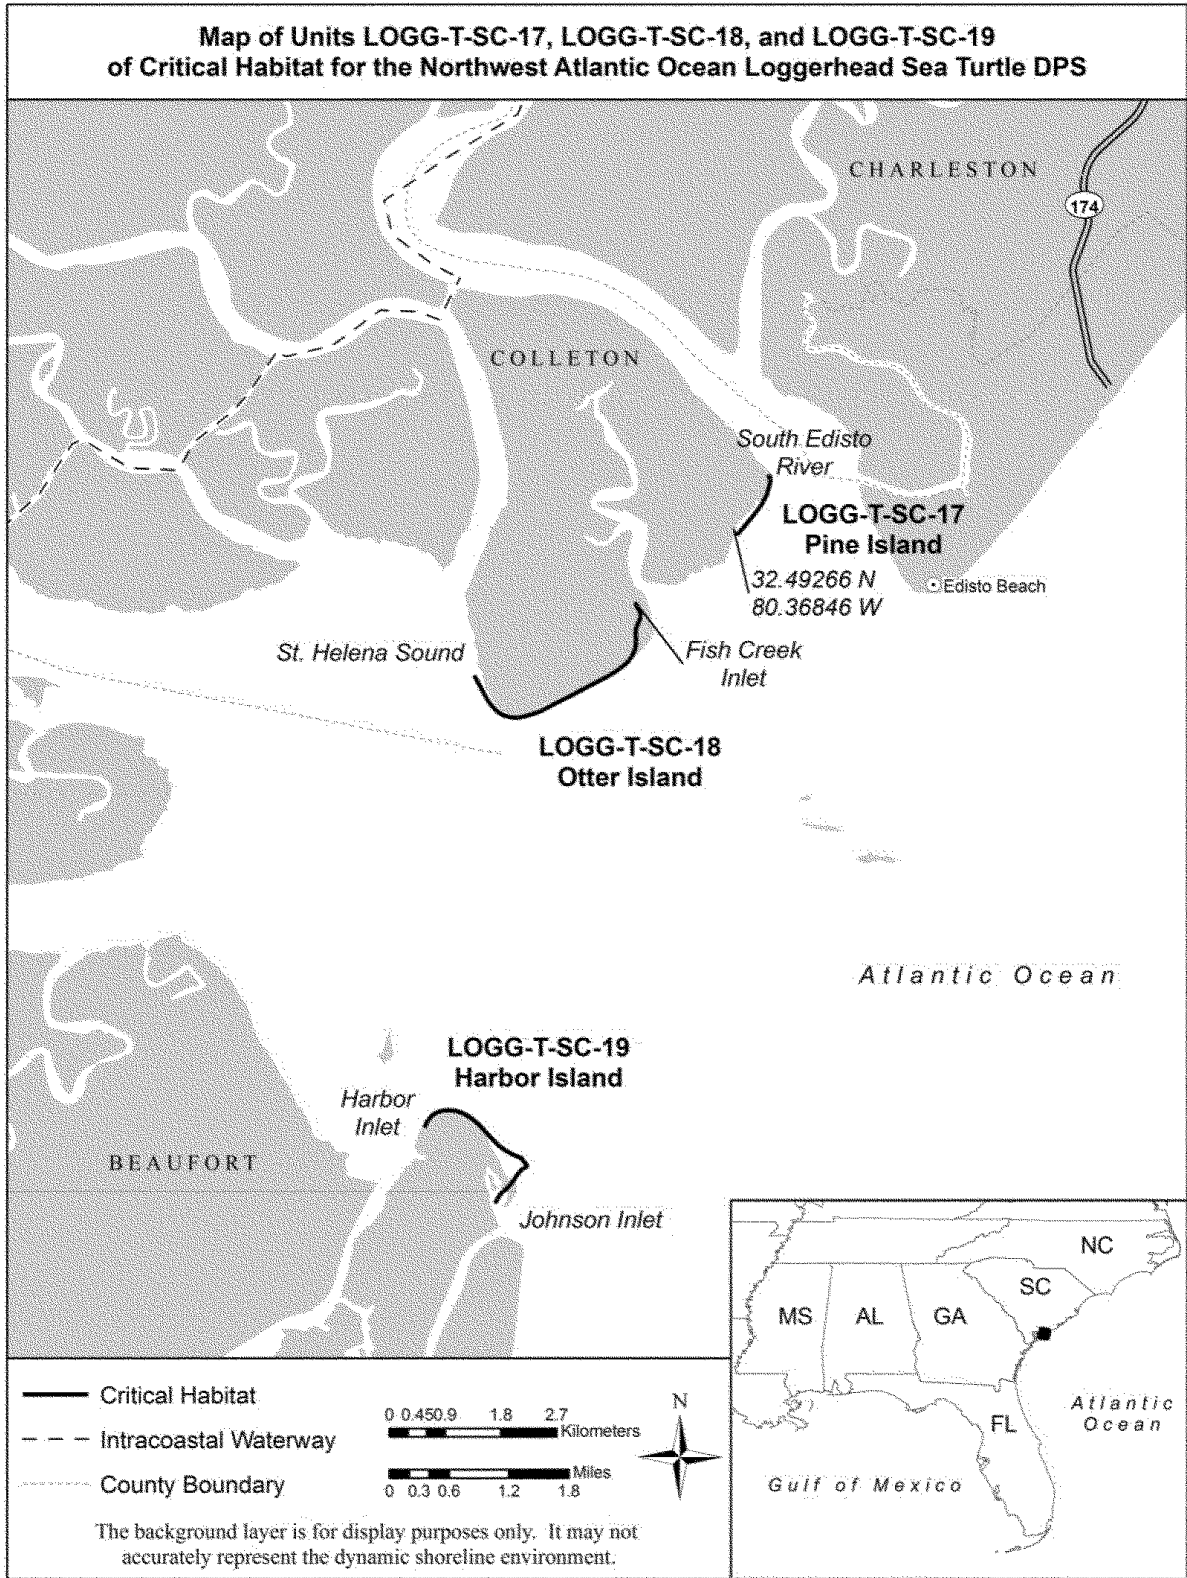 Map of Units LOGG-T-SC-17, LOGG-T-SC-18, and LOGG-T-SC-19
of Critical Habitat for the Northwest Atlantic Ocean Loggerhead Sea Turtle DPS
CHARLESTON
174
COLLETON
South Edisto
River
LOGG-T-SC-17
Pine Island
32.49266 N
80.36846 W
Edisto Beach
St. Helena Sound
Fish Creek
Inlet
LOGG-T-SC-18
Otter Island
Atlantic Ocean
LOGG-T-SC-19
Harbor Island
Harbor
Inlet
BEAUFORT
Johnson Inlet
NC
SC
MS
AL
GA
FL
Atlantic
Ocean
Gulf of Mexico
Critical Habitat
Intracoastal Waterway
County Boundary
0 0.45 0.9 1.8 2.7
Kilometers
Miles
0 0.3 0.6 1.2 1.8
N
The background layer is for display purposes only. It may not
accurately represent the dynamic shoreline environment.